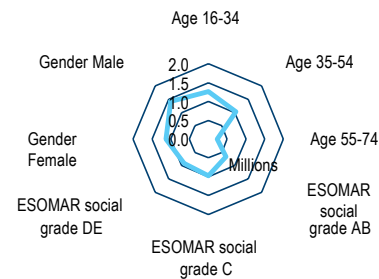 Age 16-34
Gender Male
Age 35-54
2.0
1.5
1.0
0.5
0.0
Gender
Female
Age 55-74
Millions
ESOMAR social
grade DE
ESOMAR
social
grade AB
ESOMAR social
grade C